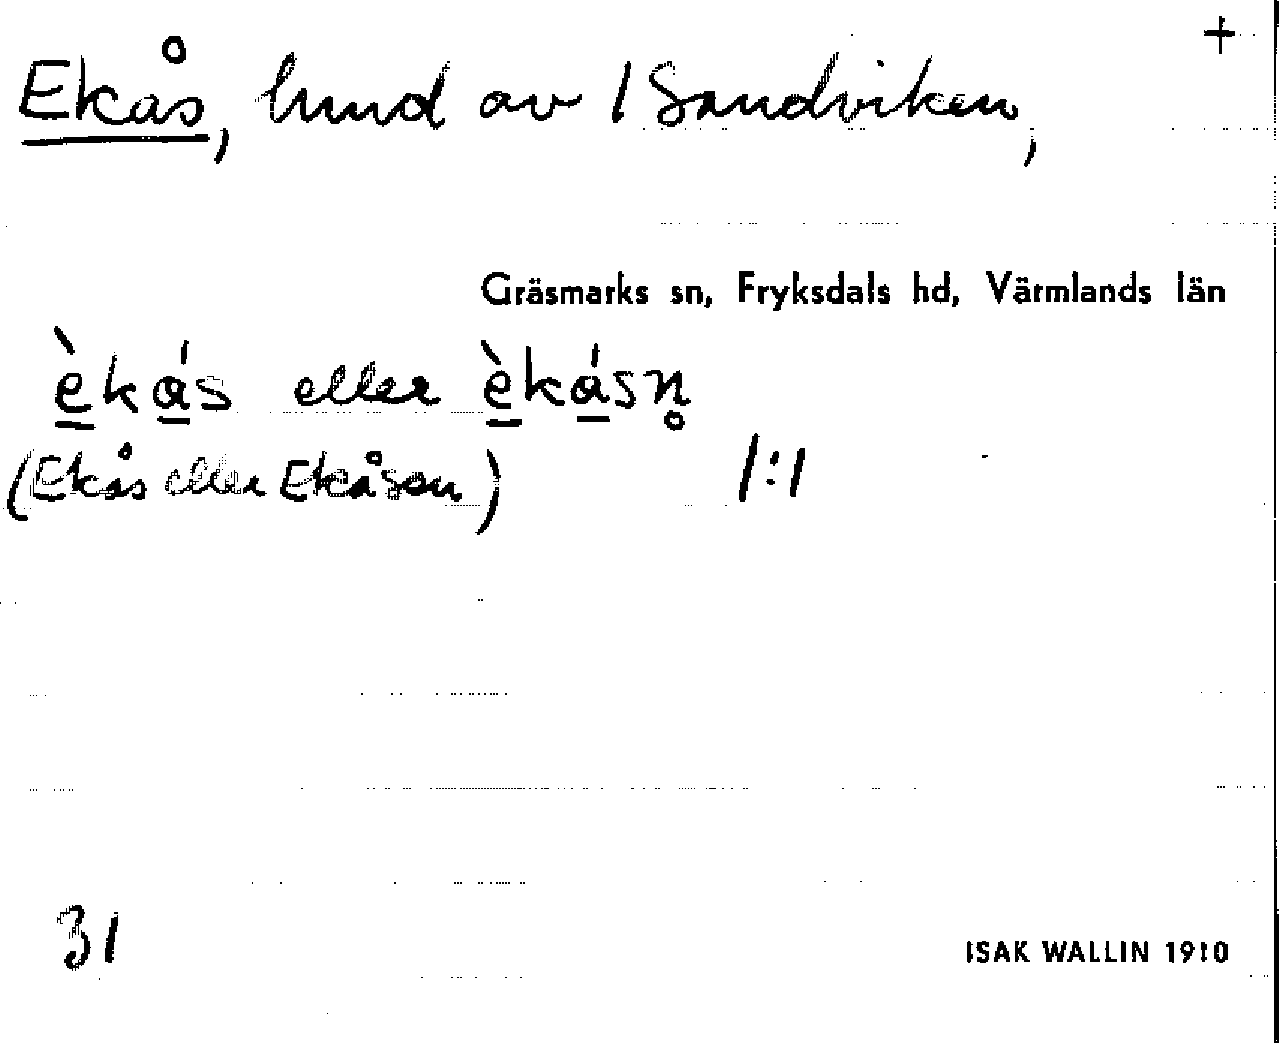 +
Ekås, hmd av 1 Sandviken,
Gräsmarks sn, Fryksdals hd, Värmlands län
èkás eller èkásn̥
(Ekås eller Ekåsen) 1:1
31
ISAK WALLIN 1910